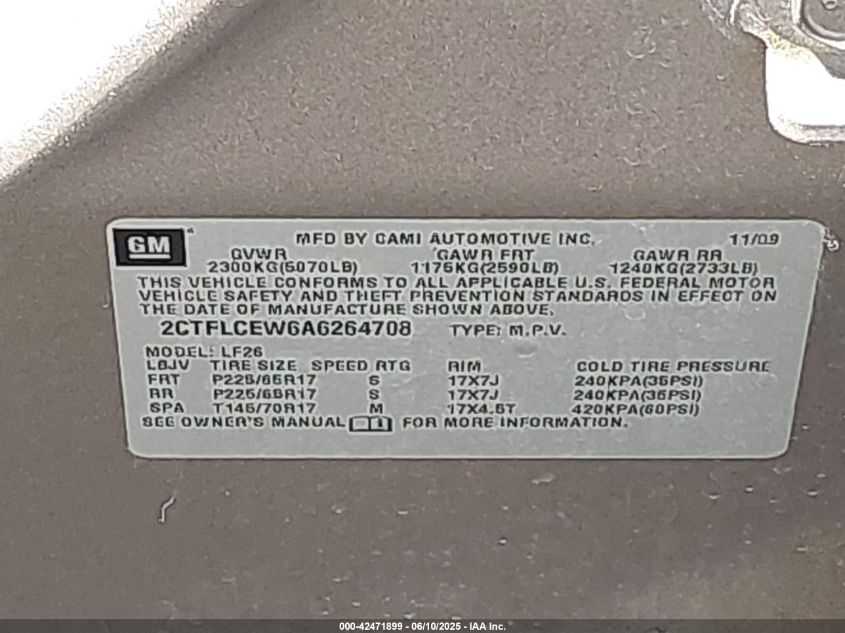 GM
MFD BY CAMI AUTOMOTIVE INC. 11/09
GVWR GAWR FRT GAWR RR
2300KG(5070LB) 1175KG(2590LB) 1240KG(2733LB)
THIS VEHICLE CONFORMS TO ALL APPLICABLE U.S. FEDERAL MOTOR
VEHICLE SAFETY AND THEFT PREVENTION STANDARDS IN EFFECT ON
THE DATE OF MANUFACTURE SHOWN ABOVE.
2CTFLCEW6A6264708 TYPE: M.P.V.
MODEL: LF26
TIRE SIZE SPEED RTG RIM COLD TIRE PRESSURE
FRT P225/65R17 S 17X7J 240KPA(35PSI)
RR P225/65R17 S 17X7J 240KPA(35PSI)
SPA T145/70R17 M 17X4.5T 420KPA(60PSI)
SEE OWNER'S MANUAL FOR MORE INFORMATION.
000-42471899 - 06/10/2025 - IAA Inc.